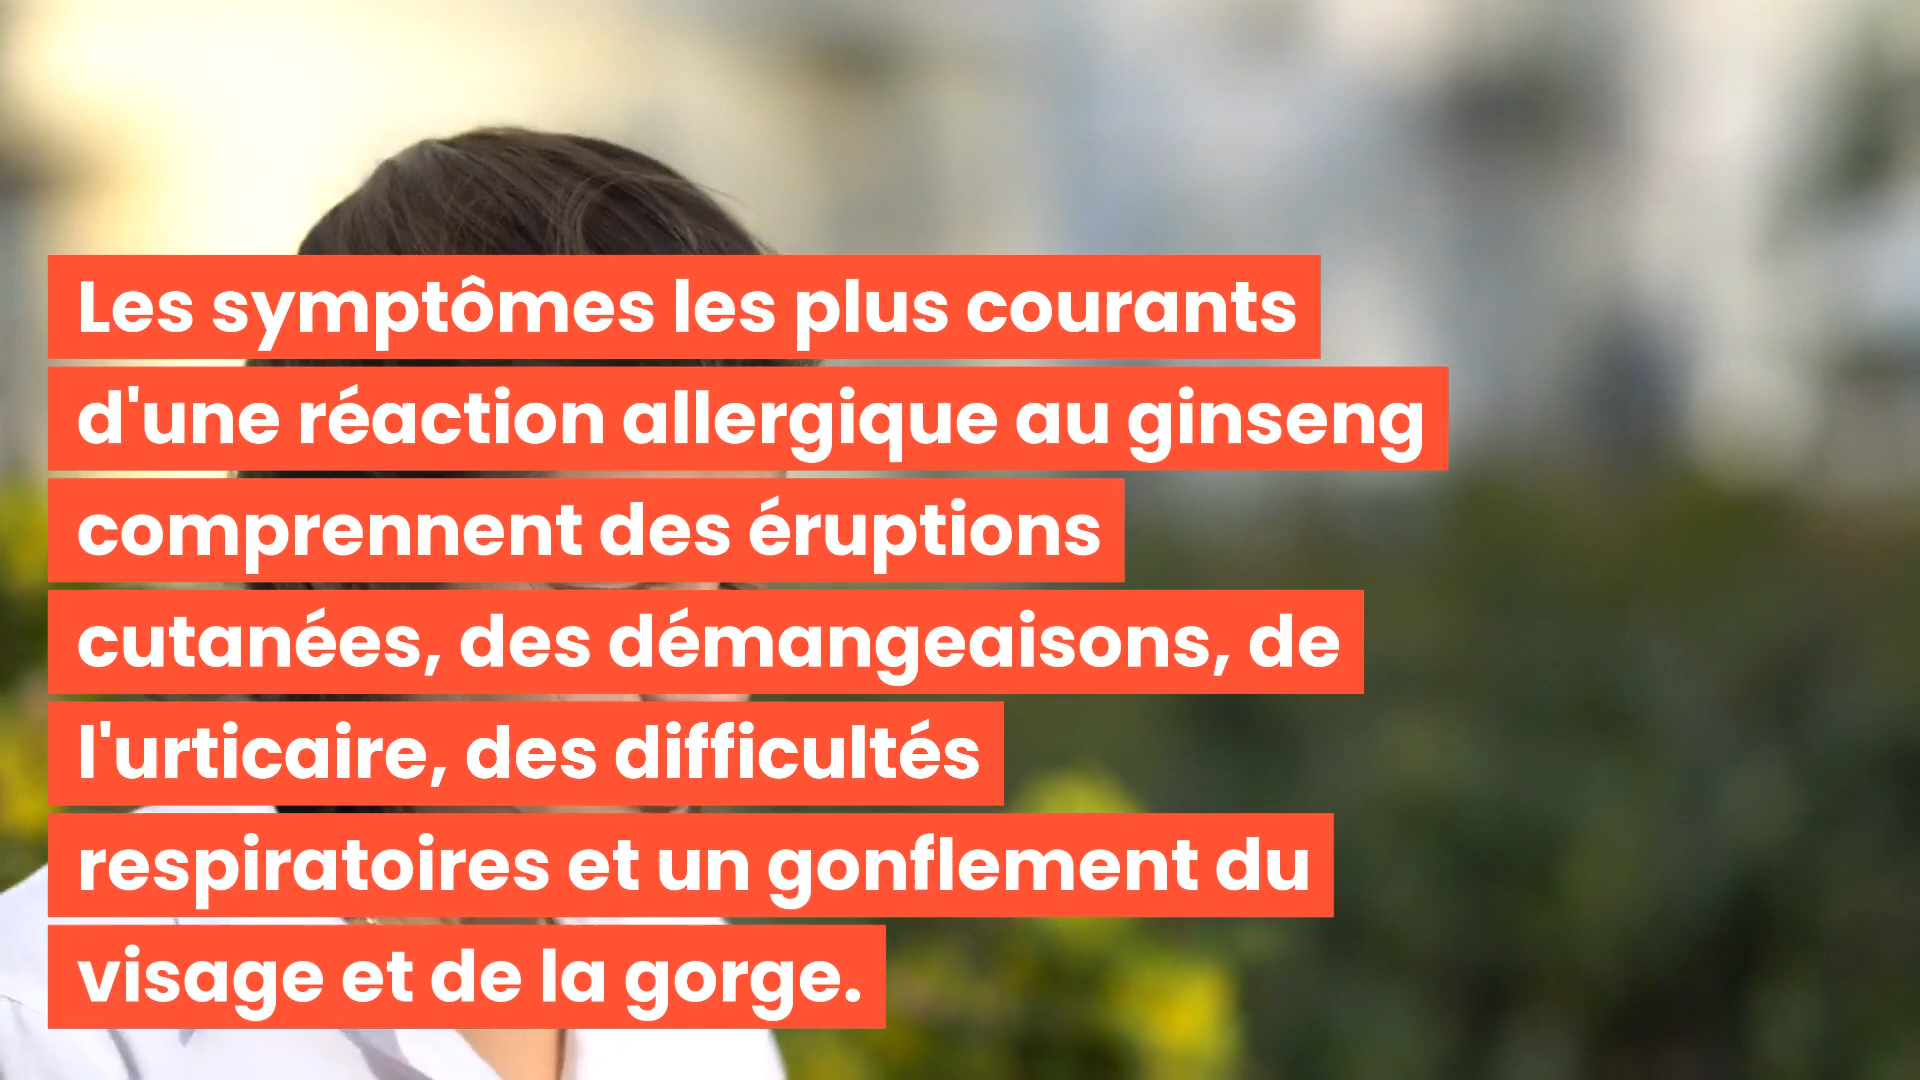 Les symptômes les plus courants
d'une réaction allergique au ginseng
comprennent des éruptions
cutanées, des démangeaisons, de
l'urticaire, des difficultés
respiratoires et un gonflement du
visage et de la gorge.